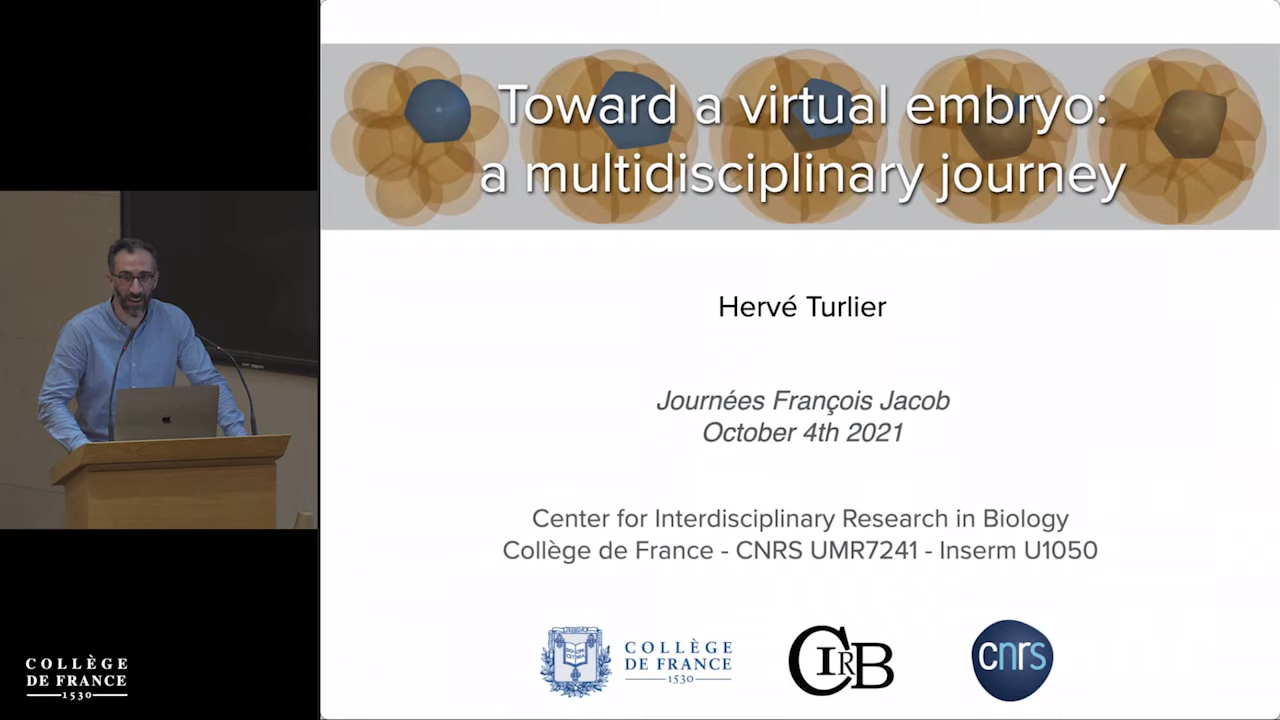 Toward a virtual embryo:
a multidisciplinary journey
Hervé Turlier
Journées François Jacob
October 4th 2021
Center for Interdisciplinary Research in Biology
Collège de France - CNRS UMR7241 - Inserm U1050
COLLÈGE
DE FRANCE
1530
CIRB
cnrs
COLLÈGE
DE FRANCE
1530